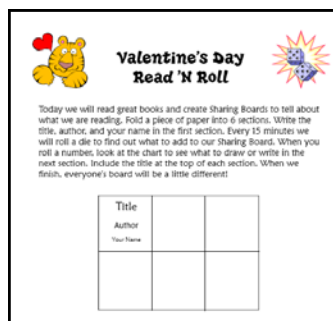 Valentine's Day
Read 'N Roll
Today we will read great books and create Sharing Boards to tell about
what we are reading. Fold a piece of paper into 6 sections. Write the
title, author, and your name in the first section. Every 15 minutes we
will roll a die to find out what to add to our Sharing Board. When you
roll a number, look at the chart to see what to draw or write in the
next section. Include the title at the top of each section. When we
finish, everyone's board will be a little different!
Title
Author
Your Name